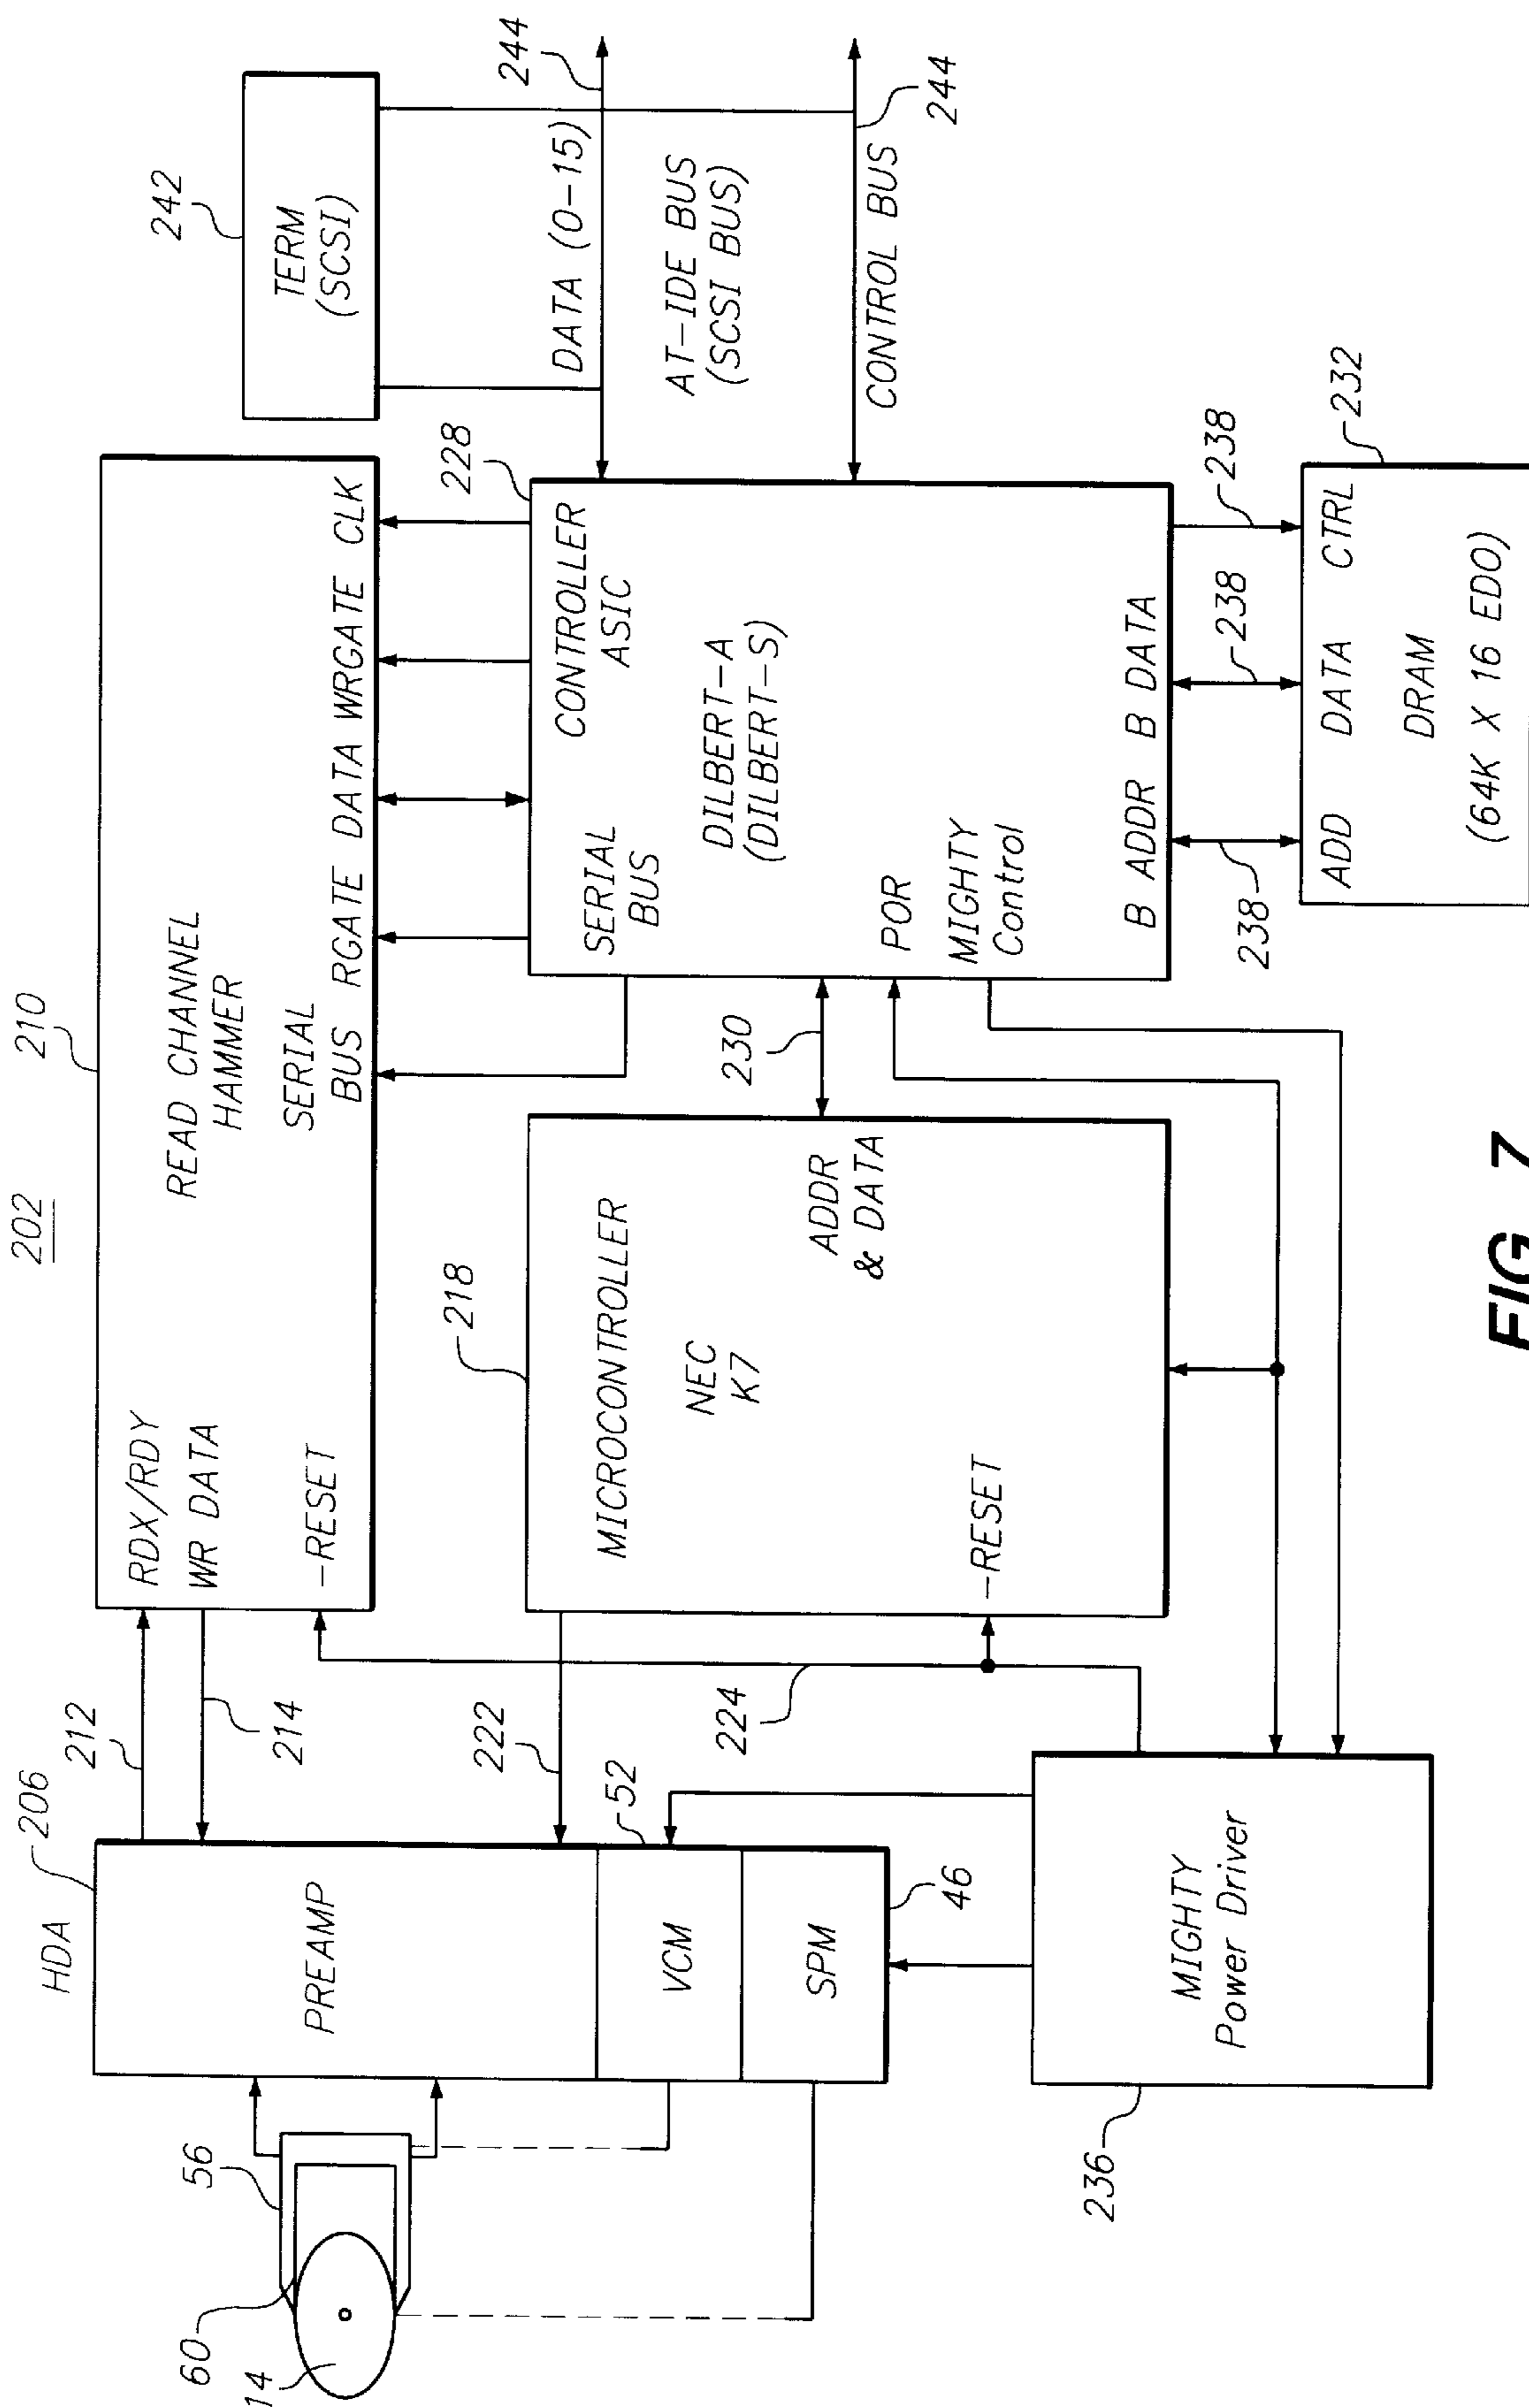 202
210
READ CHANNEL
HAMMER
RDX/RDY
WR DATA
-RESET
SERIAL
BUS RGATE DATA WRGATE CLK
242
TERM
(SCSI)
244
DATA (0-15)
AT-IDE BUS
(SCSI BUS)
CONTROL BUS
244
HDA
206
212
214
PREAMP
222
52
VCM
SPM
46
56
60
14
218
MICROCONTROLLER
NEC
K7
ADDR
& DATA
-RESET
224
230
228
CONTROLLER
ASIC
SERIAL
BUS
DILBERT-A
(DILBERT-S)
POR
MIGHTY
Control
B ADDR B DATA
238
238
238
232
ADD DATA CTRL
DRAM
(64K X 16 EDO)
MIGHTY
Power Driver
236
FIG. 7